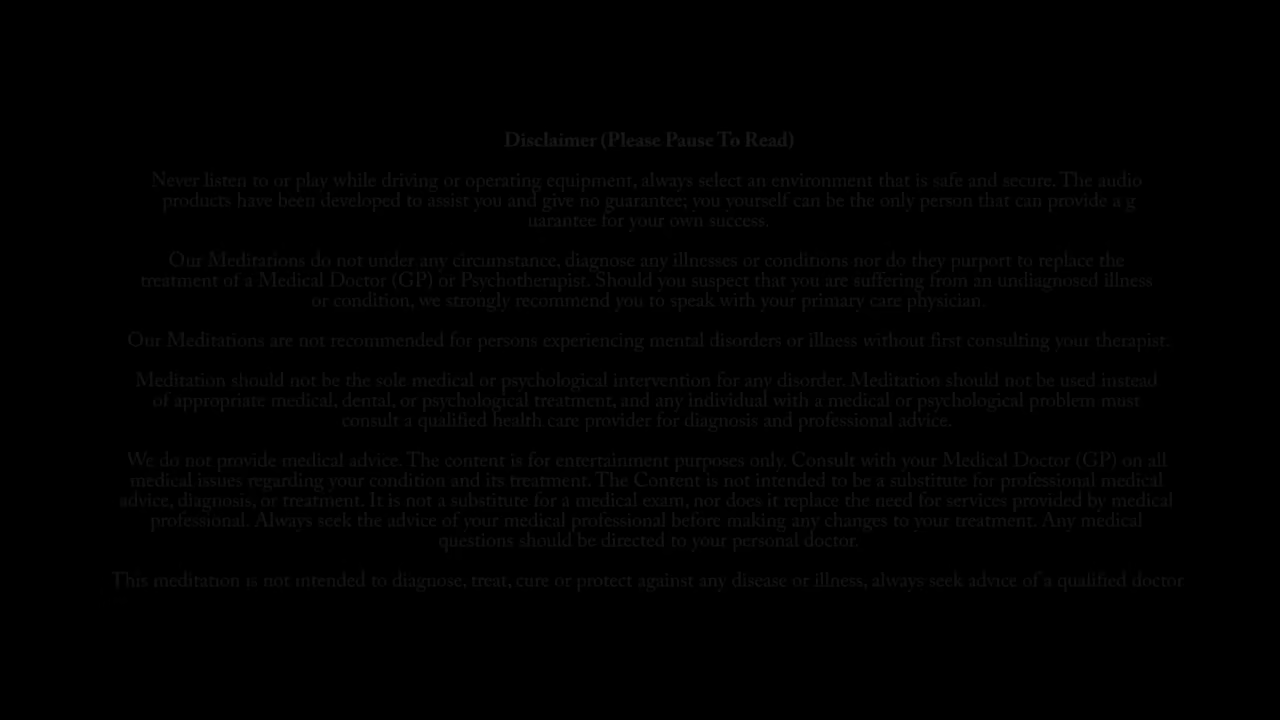 Disclaimer (Please Pause To Read)
Never listen to or play while driving or operating equipment, always select an environment that is safe and secure. The audio
products have been developed to assist you and give no guarantee; you yourself can be the only person that can provide a g
uarantee for your own success.
Our Meditations do not under any circumstance, diagnose any illnesses or conditions nor do they purport to replace the
treatment of a Medical Doctor (GP) or Psychotherapist. Should you suspect that you are suffering from an undiagnosed illness
or condition, we strongly recommend you to speak with your primary care physician.
Our Meditations are not recommended for persons experiencing mental disorders or illness without first consulting your therapist.
Meditation should not be the sole medical or psychological intervention for any disorder. Meditation should not be used instead
of appropriate medical, dental, or psychological treatment, and any individual with a medical or psychological problem must
consult a qualified health care provider for diagnosis and professional advice.
We do not provide medical advice. The content is for entertainment purposes only. Consult with your Medical Doctor (GP) on all
medical issues regarding your condition and its treatment. The Content is not intended to be a substitute for professional medical
advice, diagnosis, or treatment. It is not a substitute for a medical exam, nor does it replace the need for services provided by medical
professional. Always seek the advice of your medical professional before making any changes to your treatment. Any medical
questions should be directed to your personal doctor.
This meditation is not intended to diagnose, treat, cure or protect against any disease or illness, always seek advice of a qualified doctor